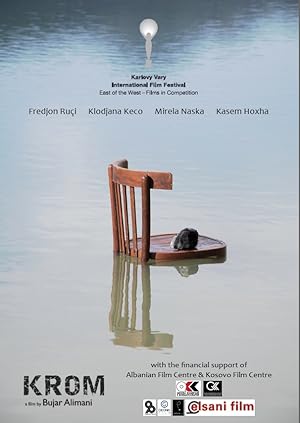 Karlovy Vary
International Film Festival
East of the West - Films in Competition
Fredjon Ruçi Klodjana Keco Mirela Naska Kasem Hoxha
with the financial support of
Albanian Film Centre & Kosovo Film Centre
KROM
a film by Bujar Alimani
elsani film